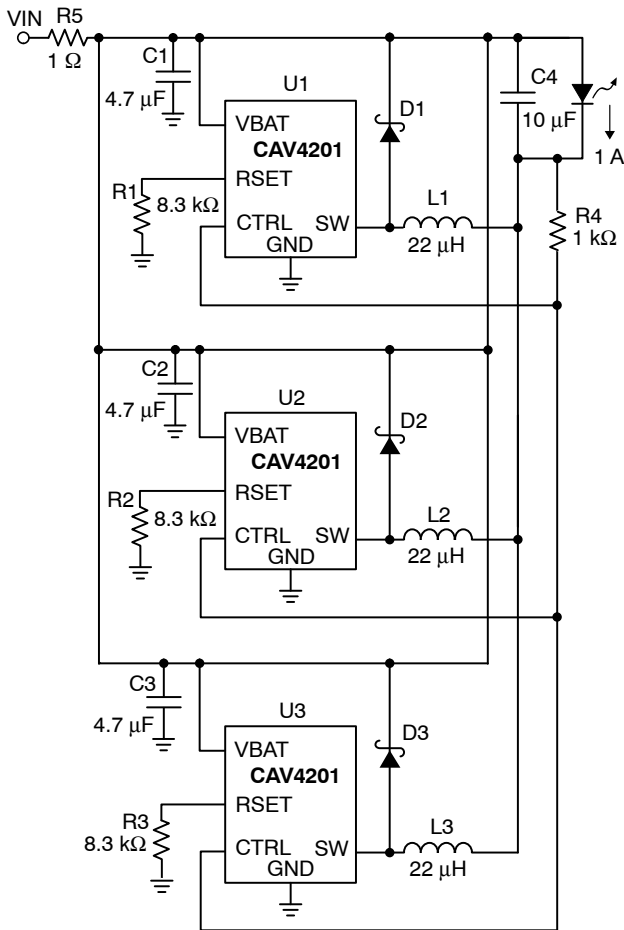 VIN
R5
1 Ω
C1
4.7 µF
U1
VBAT
CAV4201
RSET
CTRL
SW
GND
R1
8.3 kΩ
D1
L1
22 µH
C4
10 µF
1 A
R4
1 kΩ
C2
4.7 µF
U2
VBAT
CAV4201
RSET
CTRL
SW
GND
R2
8.3 kΩ
D2
L2
22 µH
C3
4.7 µF
U3
VBAT
CAV4201
RSET
CTRL
SW
GND
R3
8.3 kΩ
D3
L3
22 µH